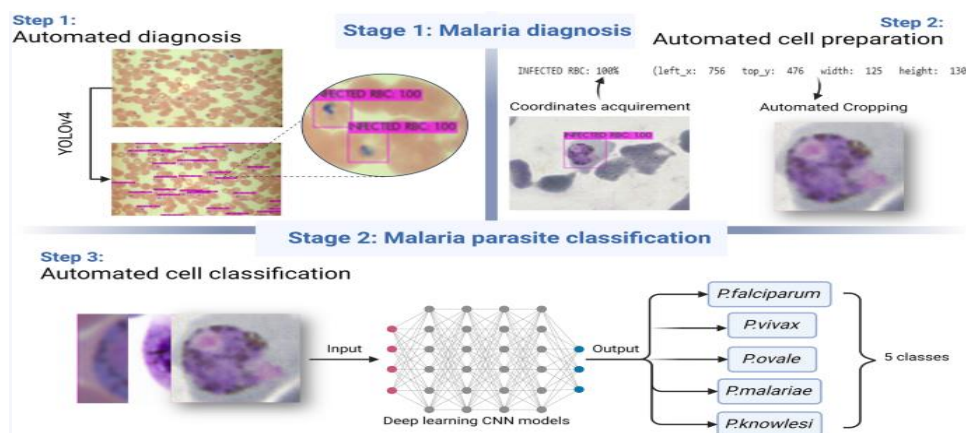 Step 1:
Automated diagnosis
Stage 1: Malaria diagnosis
Step 2:
Automated cell preparation
YOLOv4
INFECTED RBC: 100
INFECTED RBC: 100
INFECTED RBC: 100% (left_x: 756 top_y: 476 width: 125 height: 130
Coordinates acquirement
Automated Cropping
INFECTED RBC: 100
Stage 2: Malaria parasite classification
Step 3:
Automated cell classification
Input
Output
Deep learning CNN models
P.falciparum
P.vivax
P.ovale
P.malariae
P.knowlesi
5 classes